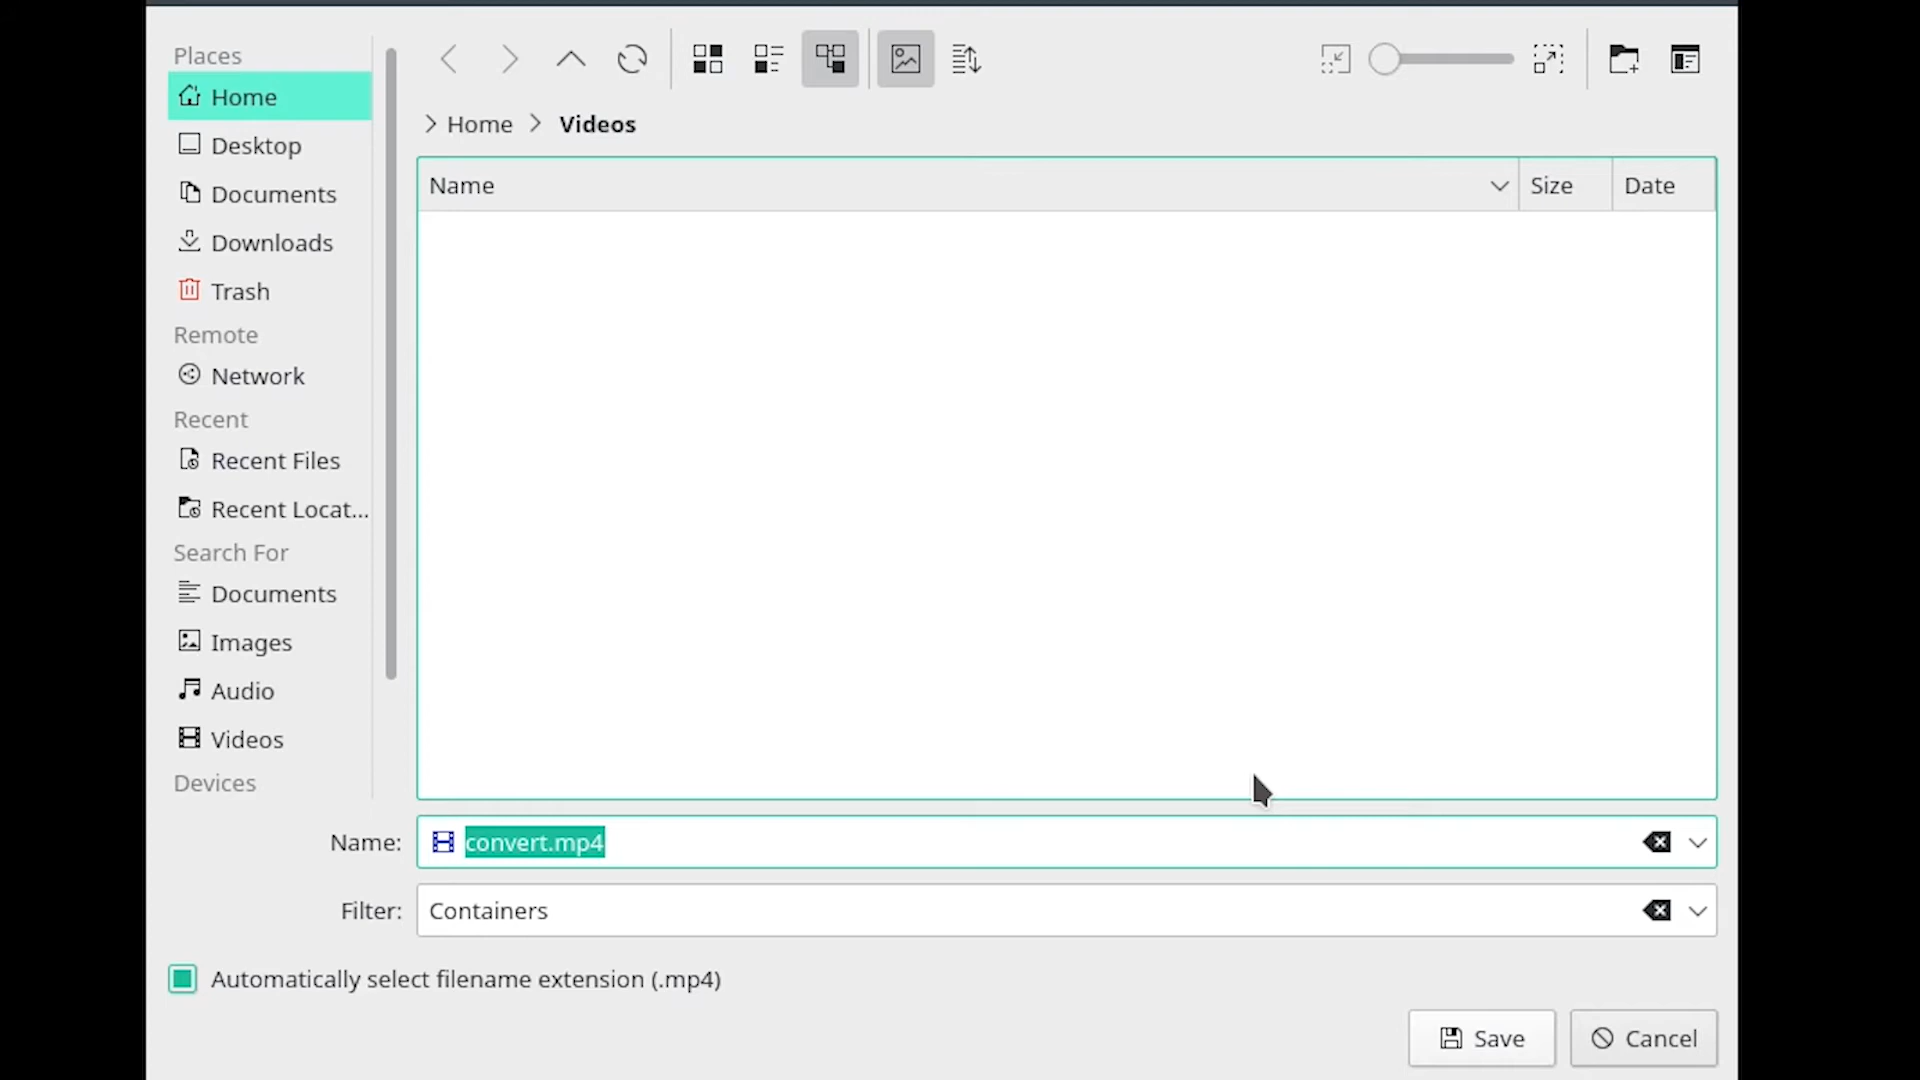 Places
Home
Desktop
Documents
Downloads
Trash
Remote
Network
Recent
Recent Files
Recent Locat...
Search For
Documents
Images
Audio
Videos
Devices
Home
Videos
Name
Size
Date
Name:
convert.mp4
Filter:
Containers
Automatically select filename extension (.mp4)
Save
Cancel